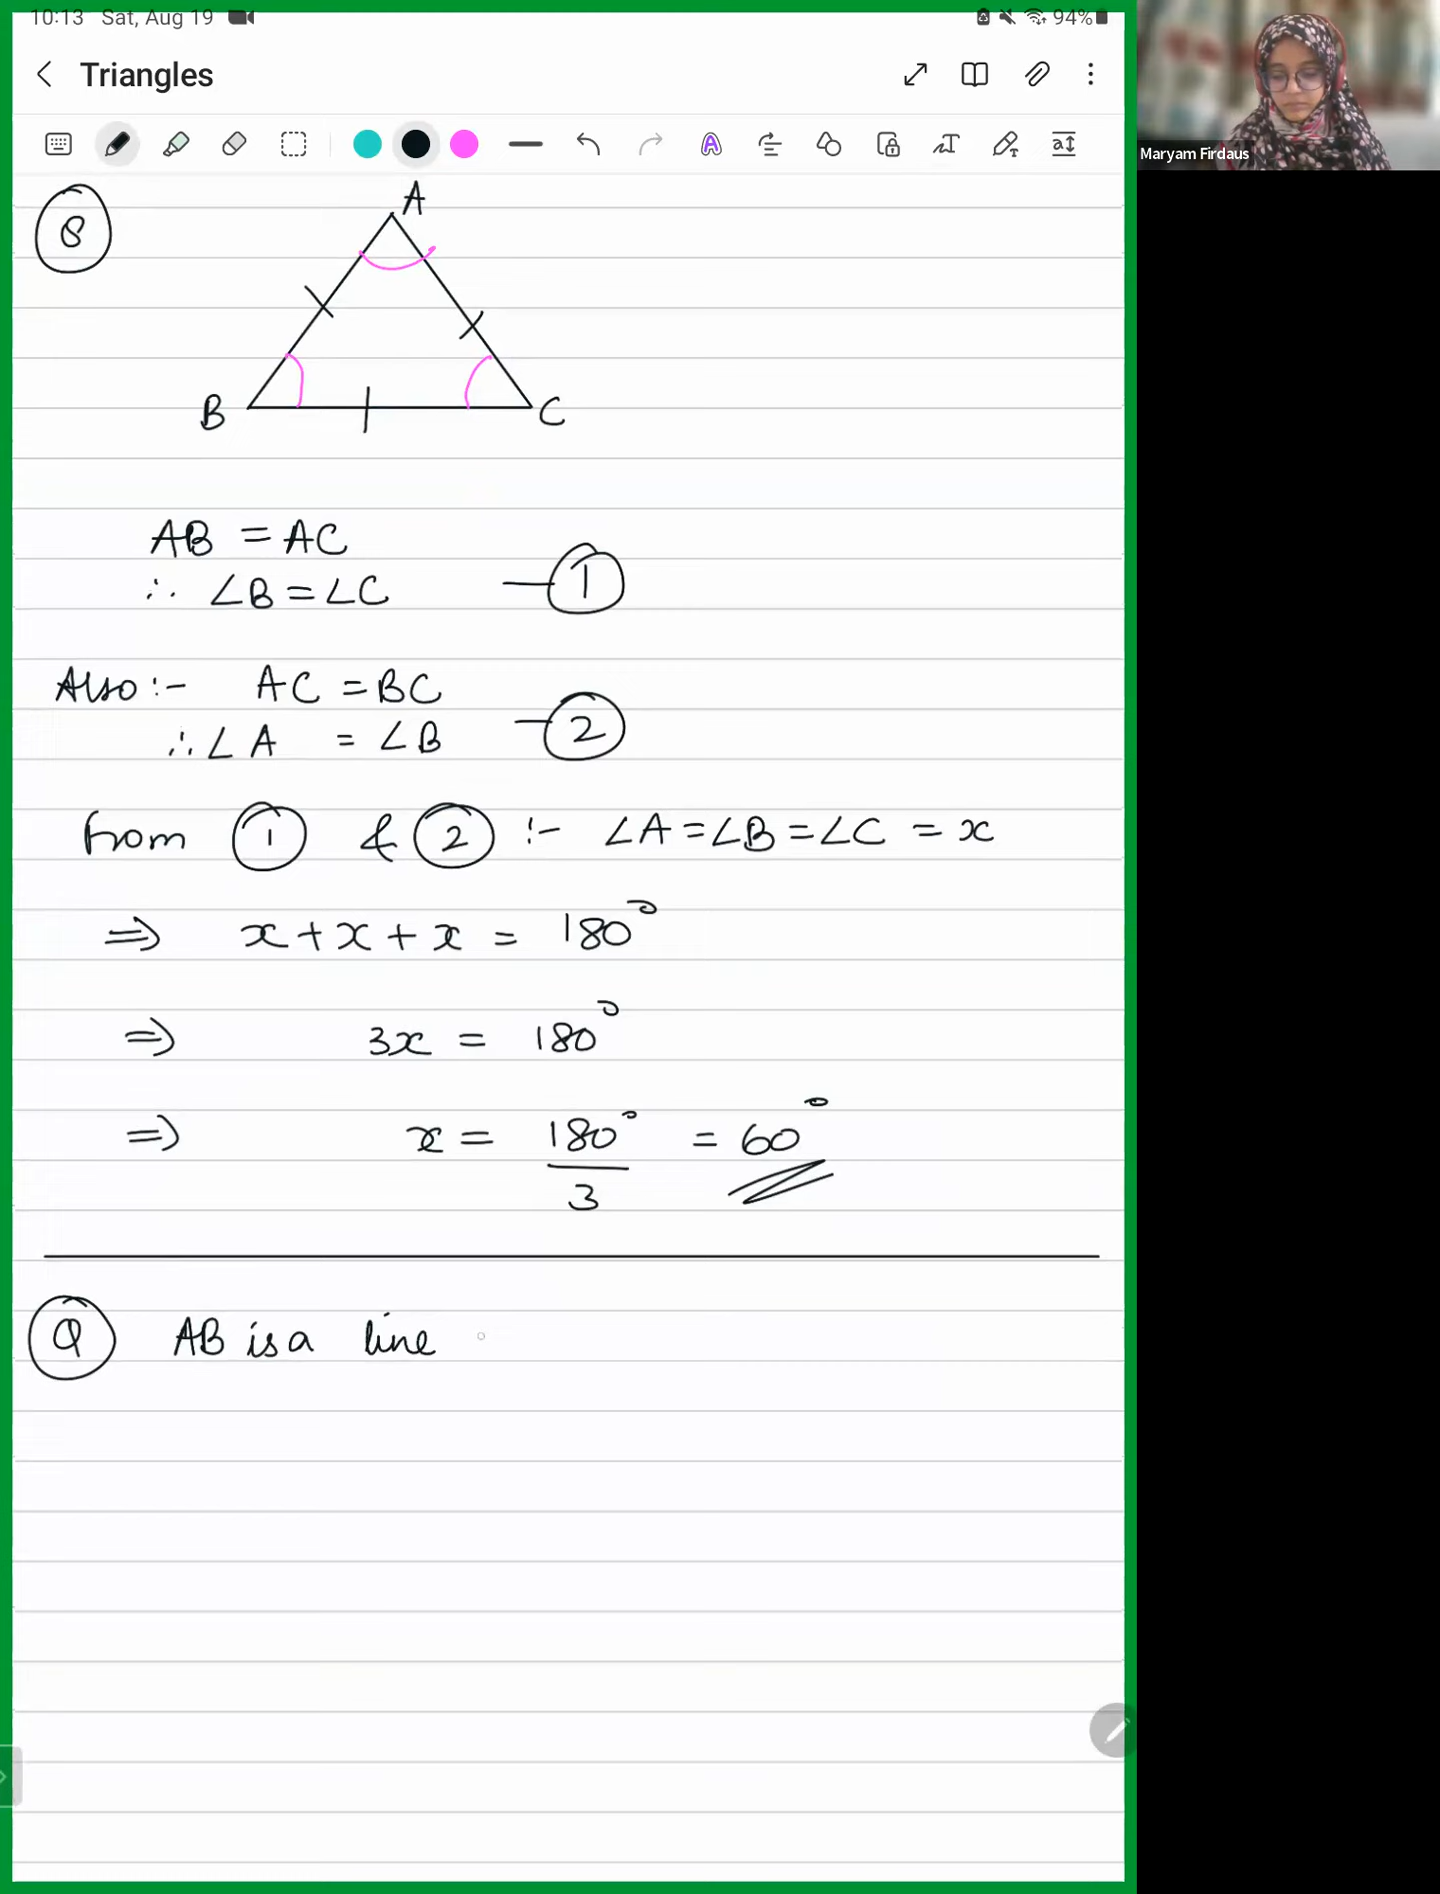 10:13 Sat, Aug 19
94%
Triangles
Maryam Firdaus
8
A
B
C
AB = AC
∴ ∠B = ∠C — 1
Also :- AC = BC
∴ ∠A = ∠B — 2
from 1 & 2 :- ∠A = ∠B = ∠C = x
⇒ x + x + x = 180°
⇒ 3x = 180°
⇒ x = 180°/3 = 60°
Q AB is a line